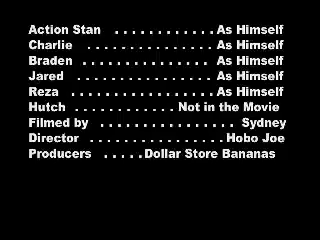 Action Stan . . . . . . . . . . . . As Himself
Charlie . . . . . . . . . . . . . . . As Himself
Braden . . . . . . . . . . . . . . . As Himself
Jared . . . . . . . . . . . . . . . . As Himself
Reza . . . . . . . . . . . . . . . . . As Himself
Hutch . . . . . . . . . . . . Not in the Movie
Filmed by . . . . . . . . . . . . . . . . Sydney
Director . . . . . . . . . . . . . . . . Hobo Joe
Producers . . . . . Dollar Store Bananas